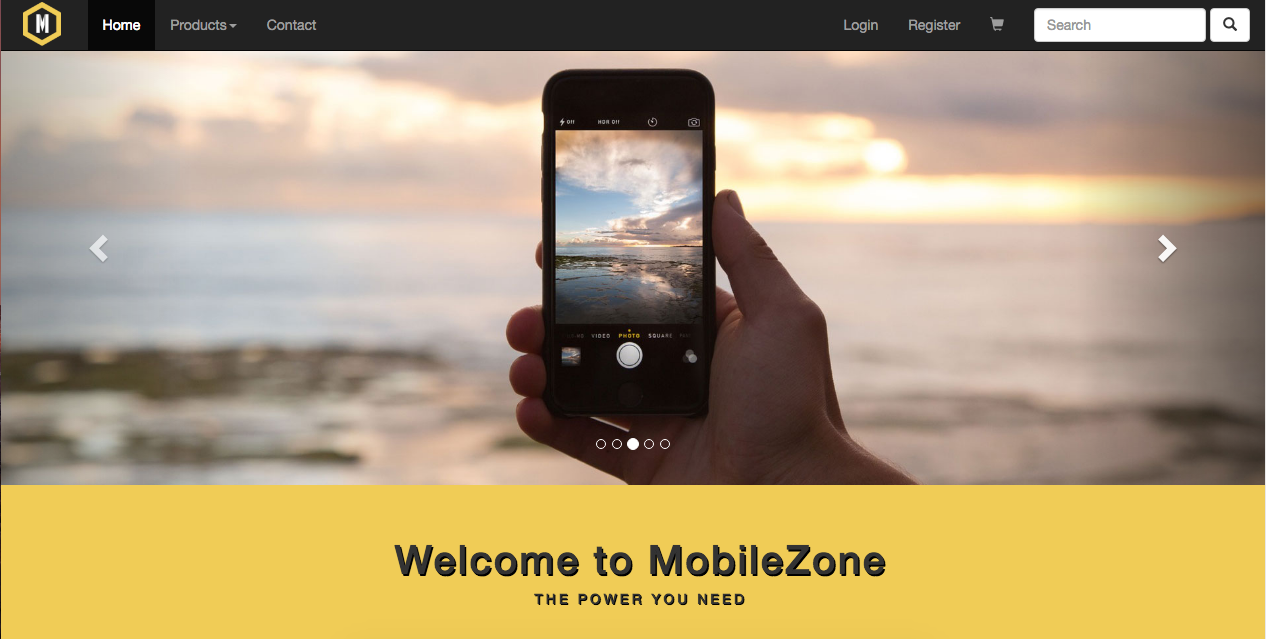 M Home Products Contact Login Register Search
Off HDR Off
VIDEO PHOTO SQUARE
Welcome to MobileZone
THE POWER YOU NEED